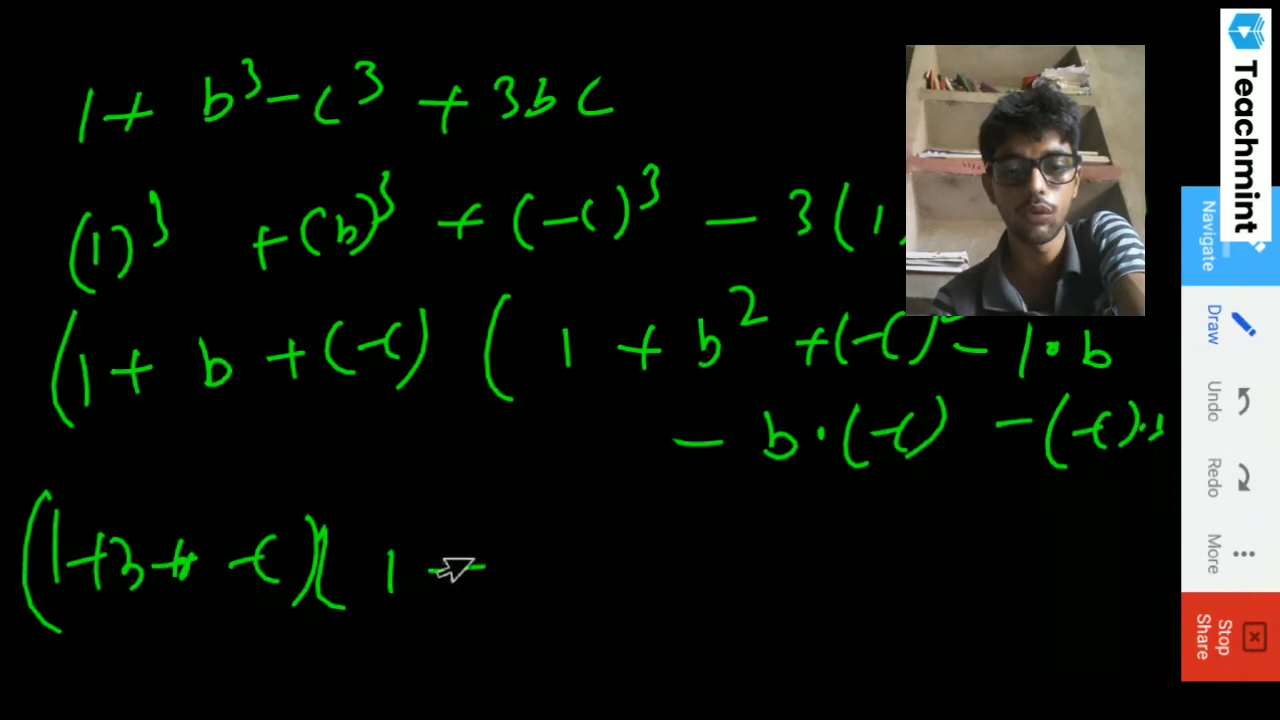 1 + b³ - c³ + 3bc
(1)³ + (b)³ + (-c)³ - 3(1
(1 + b + (-c) ( 1 + b² + (-c)² - 1·b
- b·(-c) - (-c)·1
(1+3+ -c)( 1 -
Teachmint
Navigate
Draw
Undo
Redo
More
Stop
Share